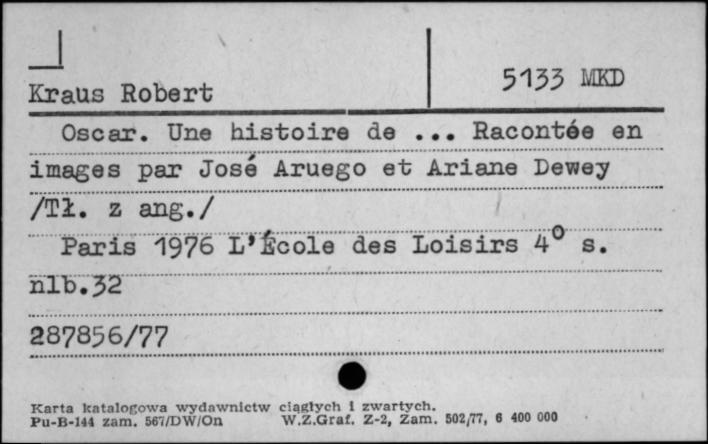 5133 MKD
Kraus Robert
Oscar. Une histoire de ... Racontée en
images par José Aruego et Ariane Dewey
/Tł. z ang./
Paris 1976 L'École des Loisirs 4° s.
nlb.32
287856/77
Karta katalogowa wydawnictw ciągłych i zwartych.
Pu-B-144 zam. 567/DW/On W.Z.Graf. Z-2, Zam. 502/77, 6 400 000